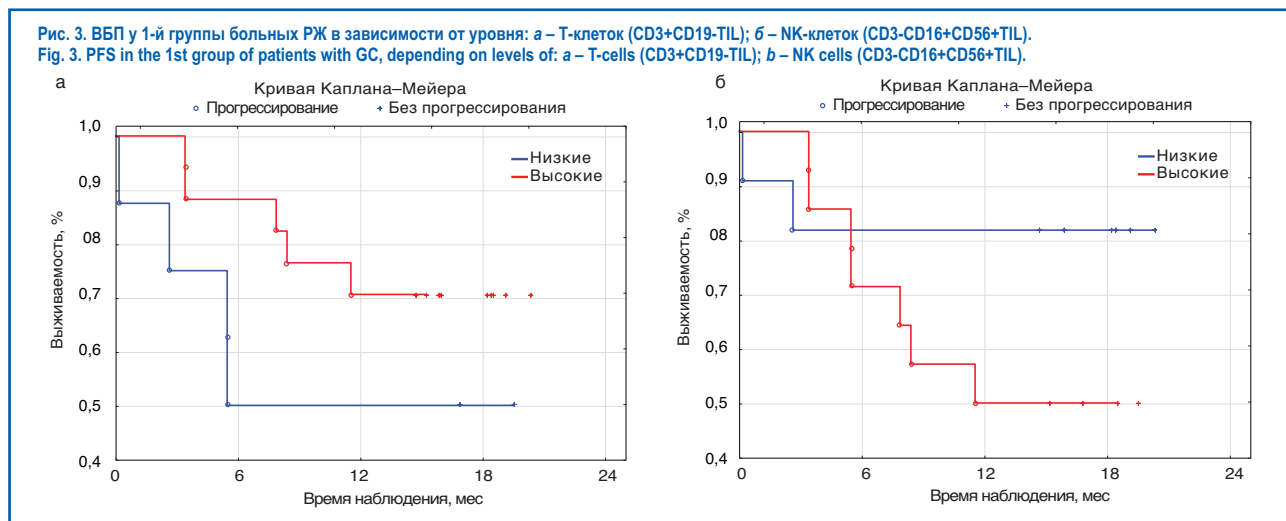 Рис. 3. ВБП у 1-й группы больных РЖ в зависимости от уровня: а – Т-клеток (CD3+CD19-TIL); б – NK-клеток (CD3-CD16+CD56+TIL).
Fig. 3. PFS in the 1st group of patients with GC, depending on levels of: a – T-cells (CD3+CD19-TIL); b – NK cells (CD3-CD16+CD56+TIL).
а
Кривая Каплана–Мейера
Прогрессирование
Без прогрессирования
Низкие
Высокие
Выживаемость, %
1,0
0,9
08
0,7
0,6
0,5
0,4
0
6
12
18
24
Время наблюдения, мес
б
Кривая Каплана–Мейера
Прогрессирование
Без прогрессирования
Низкие
Высокие
Выживаемость, %
1,0
0,9
08
0,7
0,6
0,5
0,4
0
6
12
18
24
Время наблюдения, мес